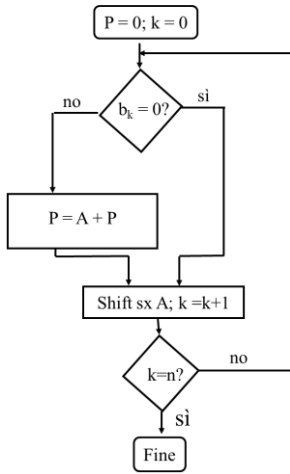 P = 0; k = 0
b_k = 0?
no
sì
P = A + P
Shift sx A; k =k+1
k=n?
no
sì
Fine